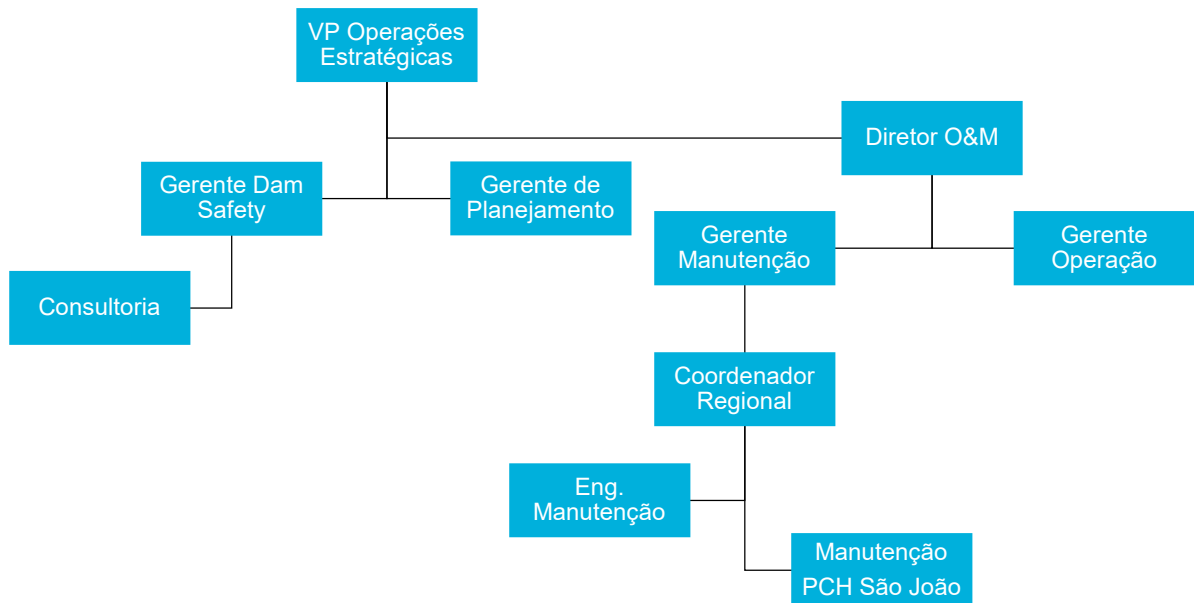 VP Operações
Estratégicas
Diretor O&M
Gerente Dam
Safety
Gerente de
Planejamento
Gerente
Manutenção
Gerente
Operação
Consultoria
Coordenador
Regional
Eng.
Manutenção
Manutenção
PCH São João